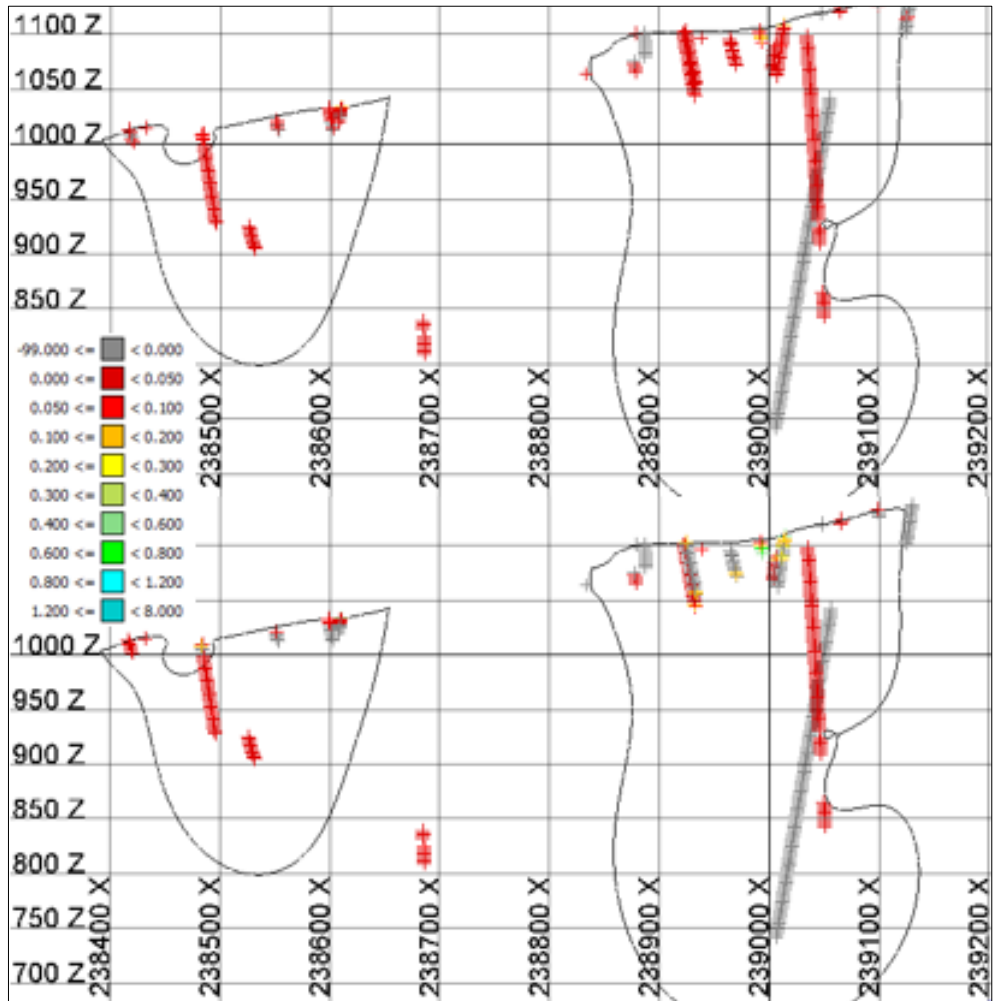 1100 Z
1050 Z
1000 Z
950 Z
900 Z
850 Z
-99.000 <= < 0.000
0.000 <= < 0.050
0.050 <= < 0.100
0.100 <= < 0.200
0.200 <= < 0.300
0.300 <= < 0.400
0.400 <= < 0.600
0.600 <= < 0.800
0.800 <= < 1.200
1.200 <= < 8.000
238500 X
238600 X
238700 X
238800 X
238900 X
239000 X
239100 X
239200 X
1000 Z
950 Z
900 Z
850 Z
800 Z
750 Z
700 Z
238400 X
238500 X
238600 X
238700 X
238800 X
238900 X
239000 X
239100 X
239200 X